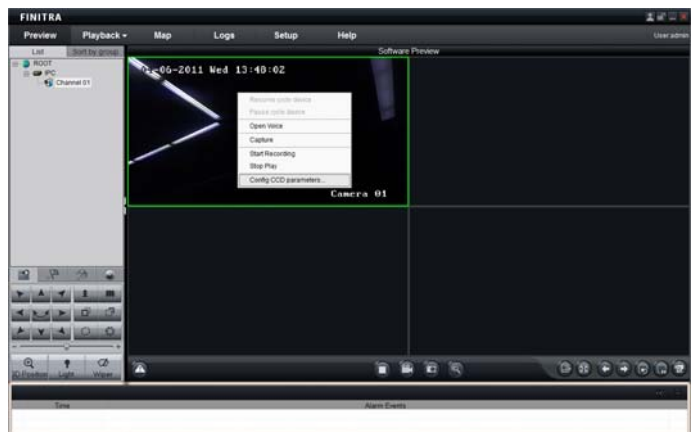 FINITRA
Preview Playback Map Logs Setup Help User:admin
List Sort by group Software Preview
ROOT
IPC
Channel 01
04-06-2011 Wed 13:48:02
Resume cycle device
Pause cycle device
Open Voice
Capture
Start Recording
Stop Play
Config CCD parameters...
Camera 01
3D Position Light Wiper
Time Alarm Events